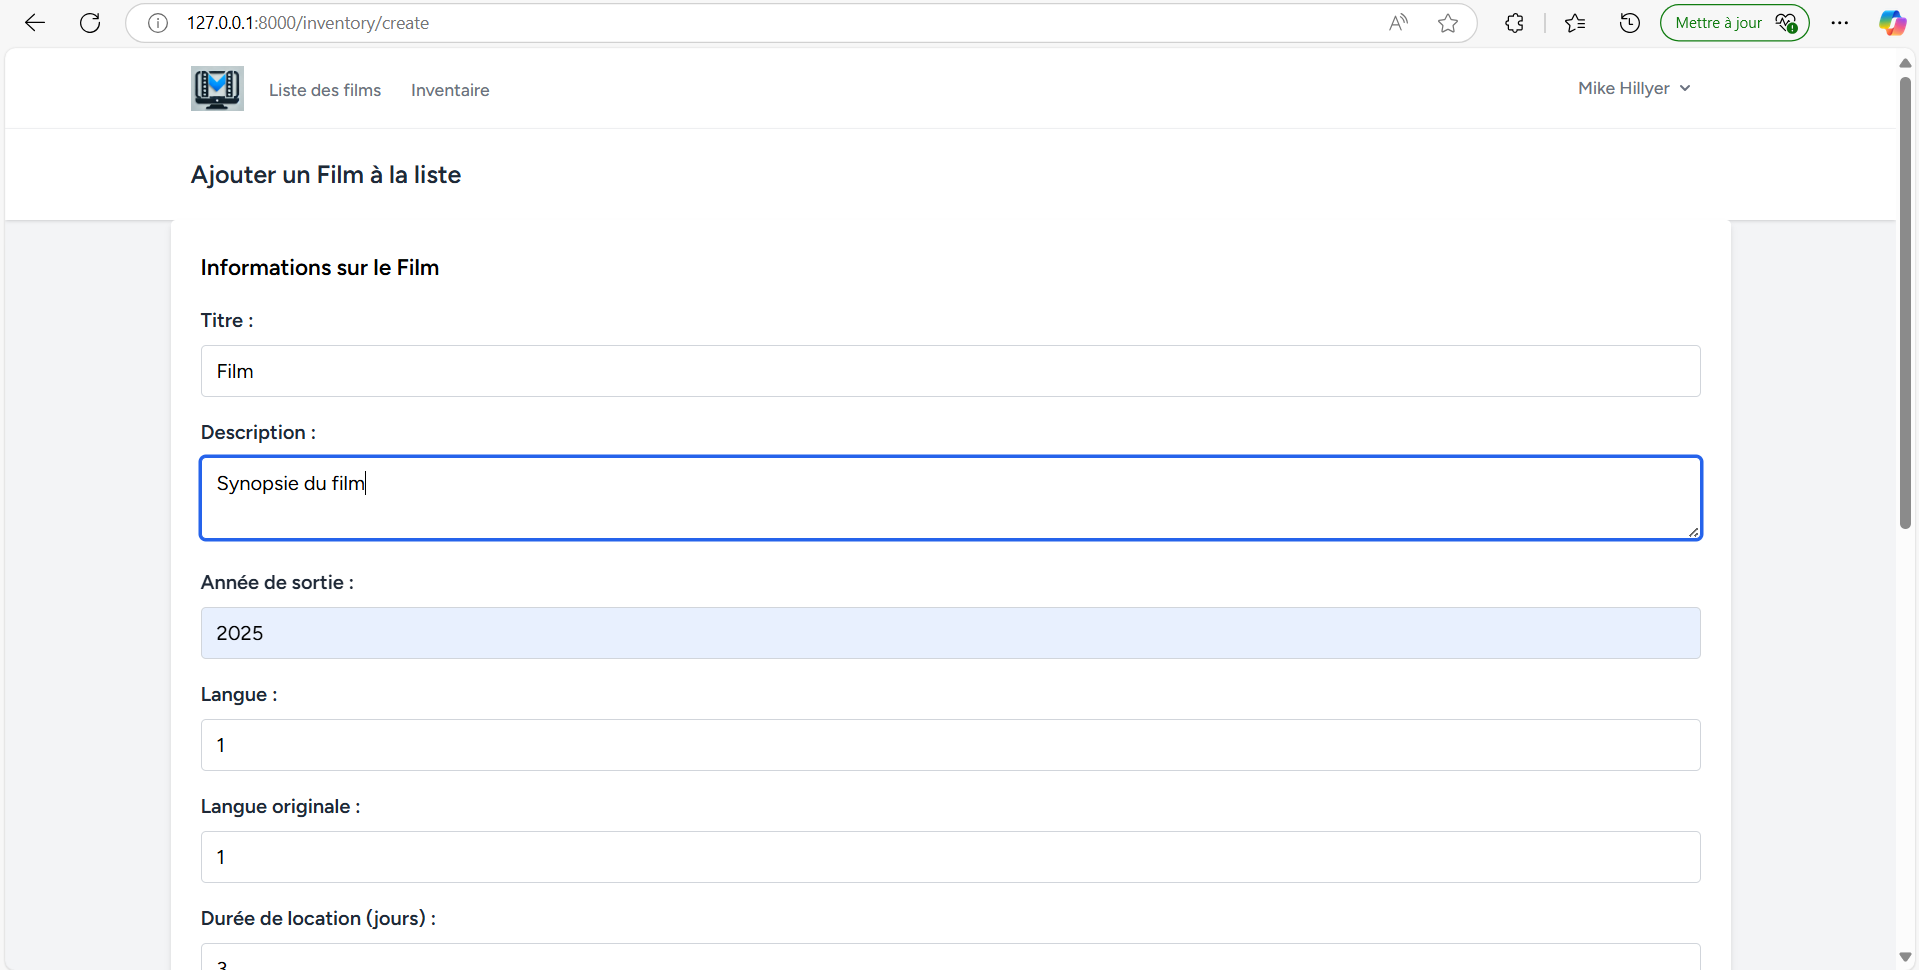 127.0.0.1:8000/inventory/create
Mettre à jour
Liste des films
Inventaire
Mike Hillyer
Ajouter un Film à la liste
Informations sur le Film
Titre :
Film
Description :
Synopsie du film
Année de sortie :
2025
Langue :
1
Langue originale :
1
Durée de location (jours) :
3